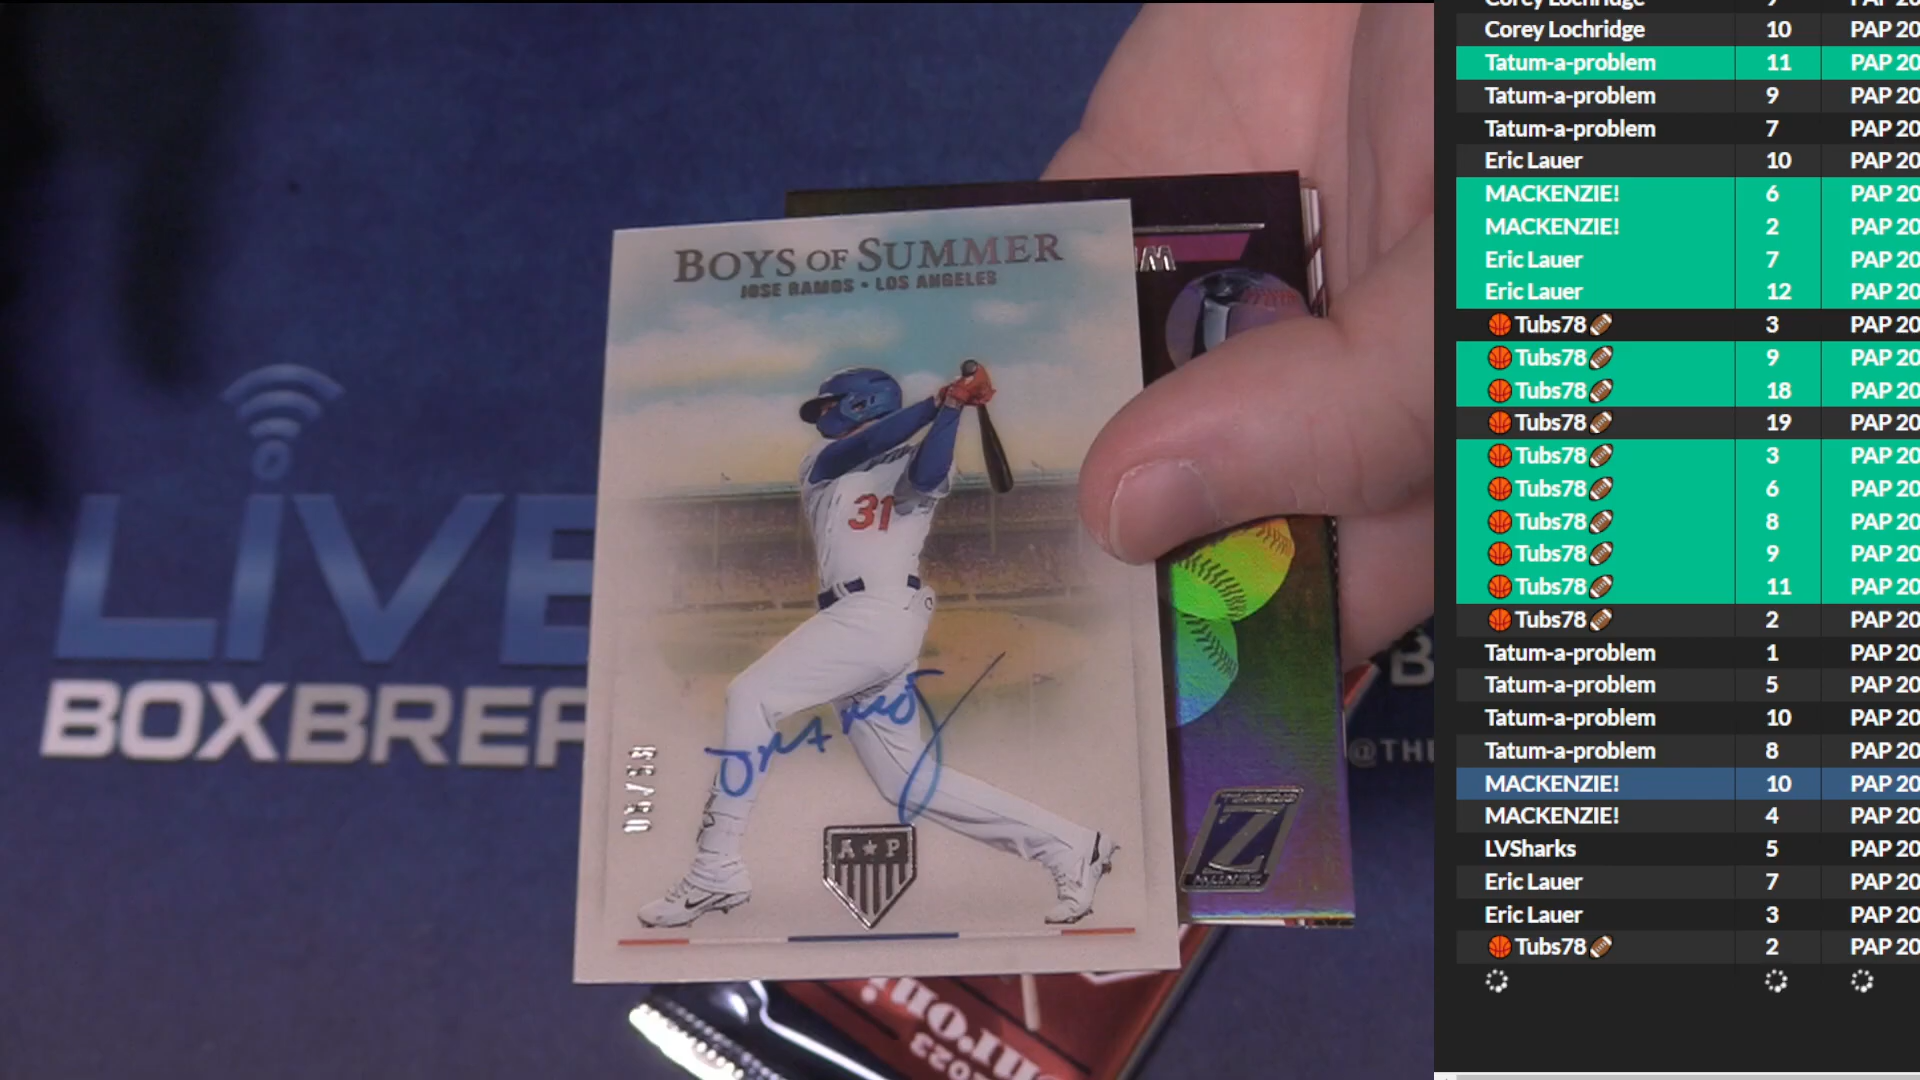 BOYS OF SUMMER
JOSE RAMOS • LOS ANGELES
31
A ★ P
Z
LIVE
BOXBREA
@TH
2023
Corey Lochridge 9
Corey Lochridge 10 PAP 20
Tatum-a-problem 11 PAP 20
Tatum-a-problem 9 PAP 20
Tatum-a-problem 7 PAP 20
Eric Lauer 10 PAP 20
MACKENZIE! 6 PAP 20
MACKENZIE! 2 PAP 20
Eric Lauer 7 PAP 20
Eric Lauer 12 PAP 20
🏀 Tubs78🏈 3 PAP 20
🏀 Tubs78🏈 9 PAP 20
🏀 Tubs78🏈 18 PAP 20
🏀 Tubs78🏈 19 PAP 20
🏀 Tubs78🏈 3 PAP 20
🏀 Tubs78🏈 6 PAP 20
🏀 Tubs78🏈 8 PAP 20
🏀 Tubs78🏈 9 PAP 20
🏀 Tubs78🏈 11 PAP 20
🏀 Tubs78🏈 2 PAP 20
Tatum-a-problem 1 PAP 20
Tatum-a-problem 5 PAP 20
Tatum-a-problem 10 PAP 20
Tatum-a-problem 8 PAP 20
MACKENZIE! 10 PAP 20
MACKENZIE! 4 PAP 20
LVSharks 5 PAP 20
Eric Lauer 7 PAP 20
Eric Lauer 3 PAP 20
🏀 Tubs78🏈 2 PAP 20